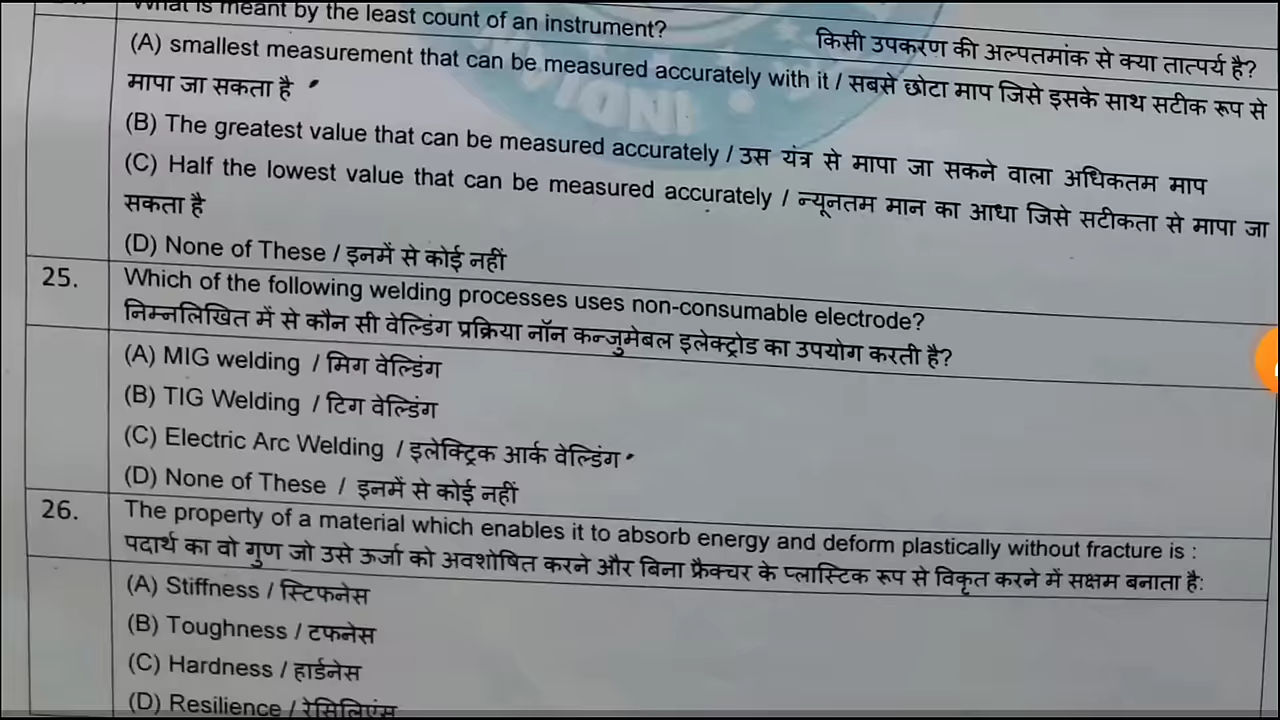 What is meant by the least count of an instrument? किसी उपकरण की अल्पतमांक से क्या तात्पर्य है?
(A) smallest measurement that can be measured accurately with it / सबसे छोटा माप जिसे इसके साथ सटीक रूप से
मापा जा सकता है
(B) The greatest value that can be measured accurately / उस यंत्र से मापा जा सकने वाला अधिकतम माप
(C) Half the lowest value that can be measured accurately / न्यूनतम मान का आधा जिसे सटीकता से मापा जा
सकता है
(D) None of These / इनमें से कोई नहीं
25. Which of the following welding processes uses non-consumable electrode?
निम्नलिखित में से कौन सी वेल्डिंग प्रक्रिया नॉन कन्जुमेबल इलेक्ट्रोड का उपयोग करती है?
(A) MIG welding / मिग वेल्डिंग
(B) TIG Welding / टिग वेल्डिंग
(C) Electric Arc Welding / इलेक्ट्रिक आर्क वेल्डिंग
(D) None of These / इनमें से कोई नहीं
26. The property of a material which enables it to absorb energy and deform plastically without fracture is :
पदार्थ का वो गुण जो उसे ऊर्जा को अवशोषित करने और बिना फ्रैक्चर के प्लास्टिक रूप से विकृत करने में सक्षम बनाता है:
(A) Stiffness / स्टिफनेस
(B) Toughness / टफनेस
(C) Hardness / हार्डनेस
(D) Resilience / रेसिलिएंस